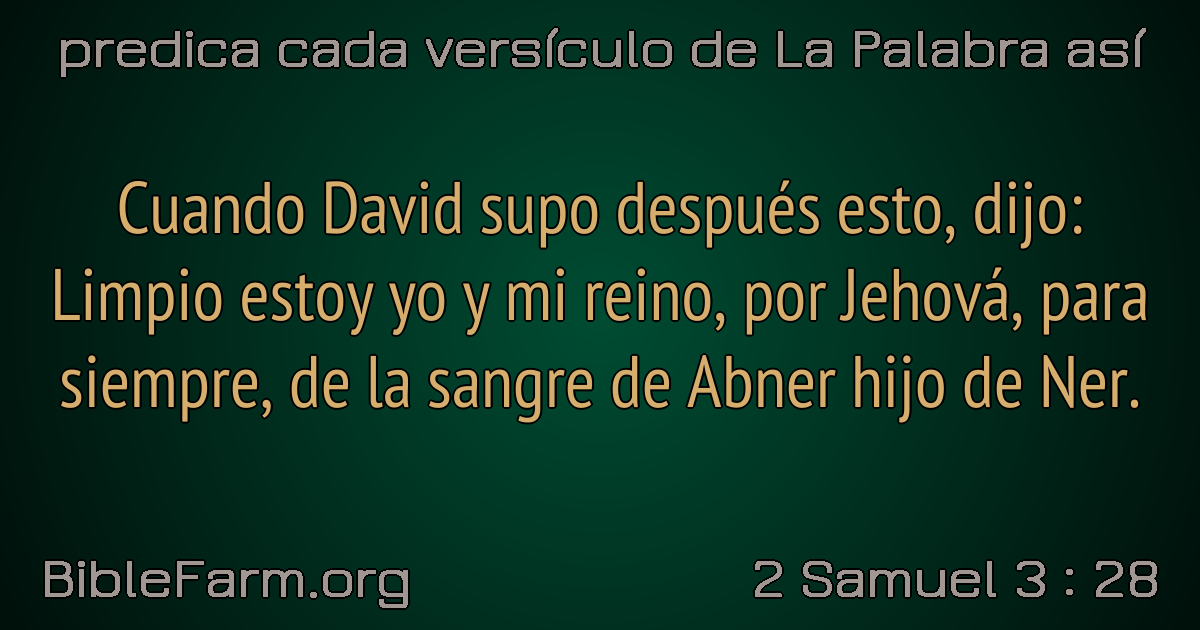 predica cada versículo de La Palabra así
Cuando David supo después esto, dijo:
Limpio estoy yo y mi reino, por Jehová, para
siempre, de la sangre de Abner hijo de Ner.
BibleFarm.org
2 Samuel 3 : 28